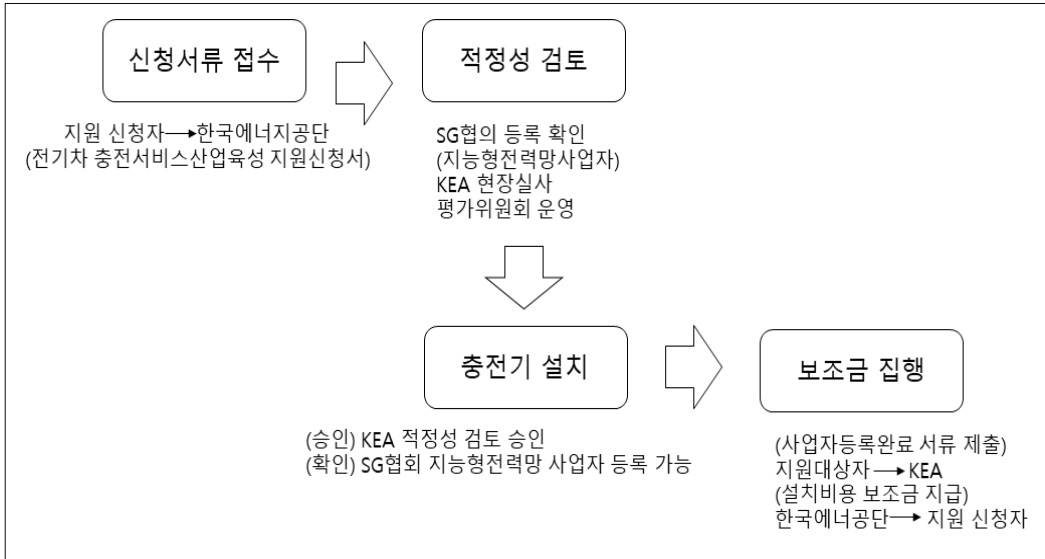 신청서류 접수
지원 신청자→한국에너지공단
(전기차 충전서비스산업육성 지원신청서)
적정성 검토
SG협의 등록 확인
(지능형전력망사업자)
KEA 현장실사
평가위원회 운영
충전기 설치
(승인) KEA 적정성 검토 승인
(확인) SG협회 지능형전력망 사업자 등록 가능
보조금 집행
(사업자등록완료 서류 제출)
지원대상자→KEA
(설치비용 보조금 지급)
한국에너공단→ 지원 신청자